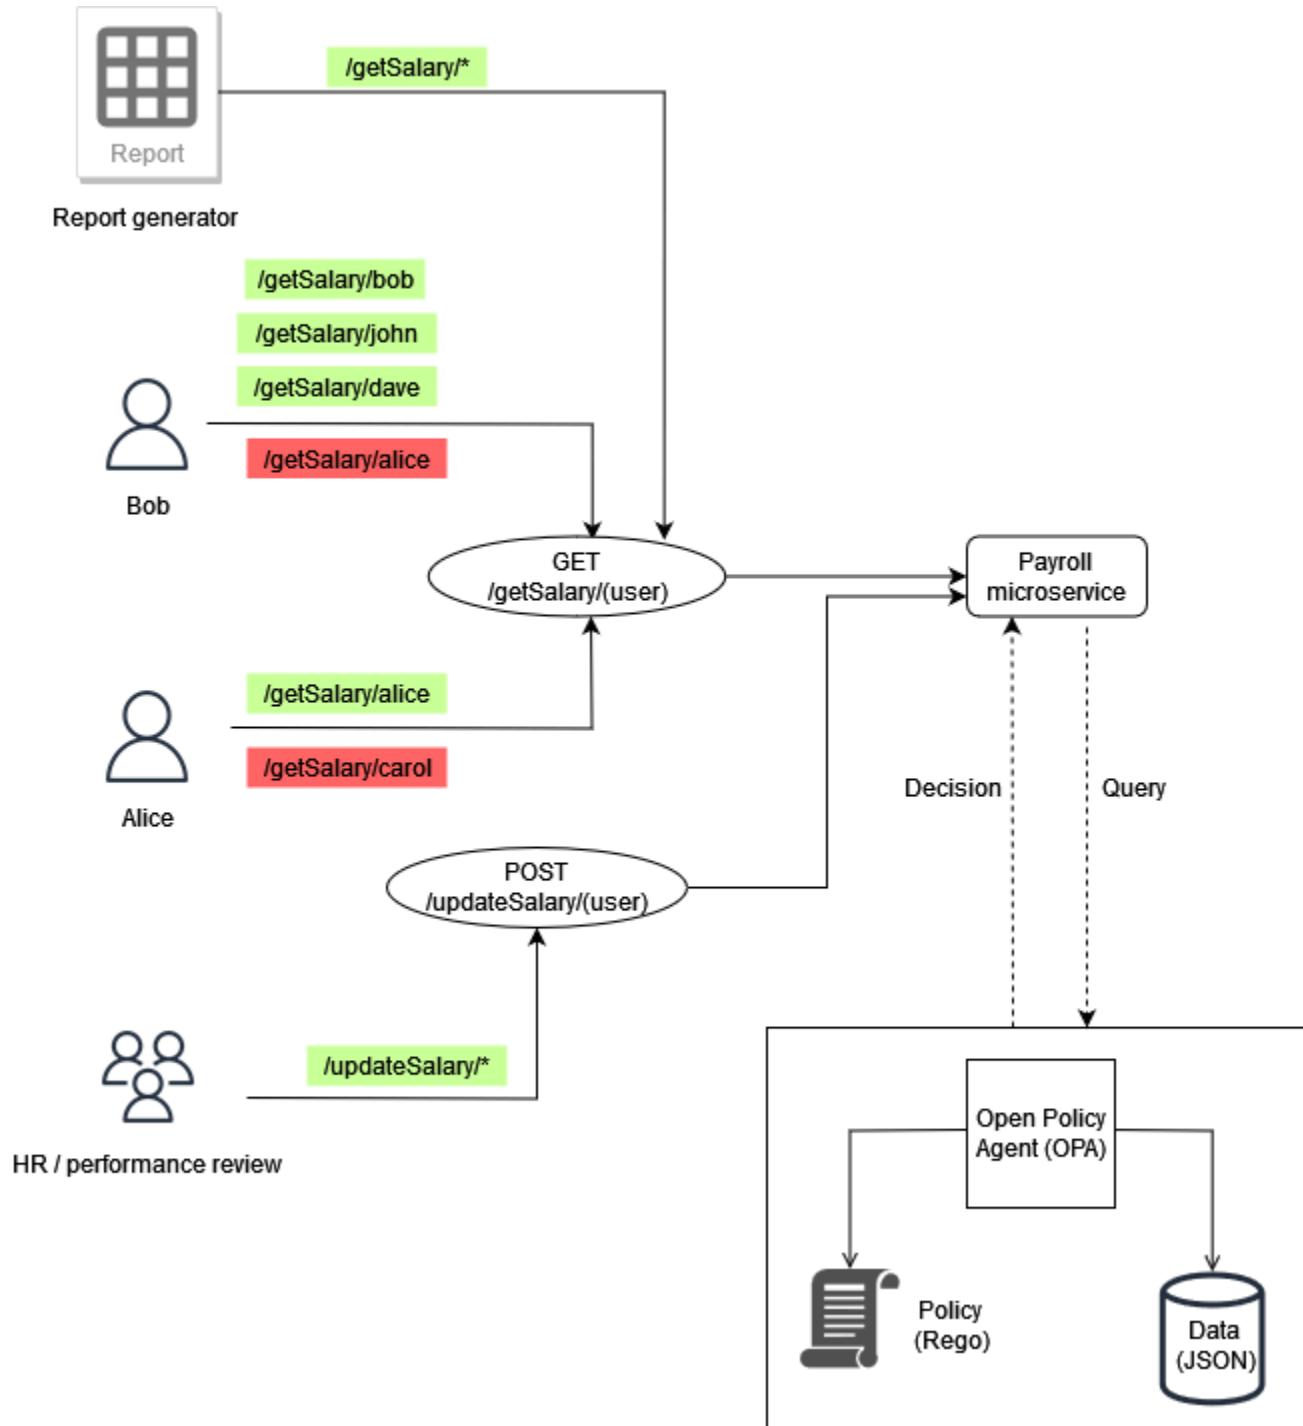 /getSalary/*
Report
Report generator
/getSalary/bob
/getSalary/john
/getSalary/dave
/getSalary/alice
Bob
GET
/getSalary/(user)
Payroll
microservice
/getSalary/alice
/getSalary/carol
Alice
Decision
Query
POST
/updateSalary/(user)
/updateSalary/*
HR / performance review
Open Policy
Agent (OPA)
Policy
(Rego)
Data
(JSON)